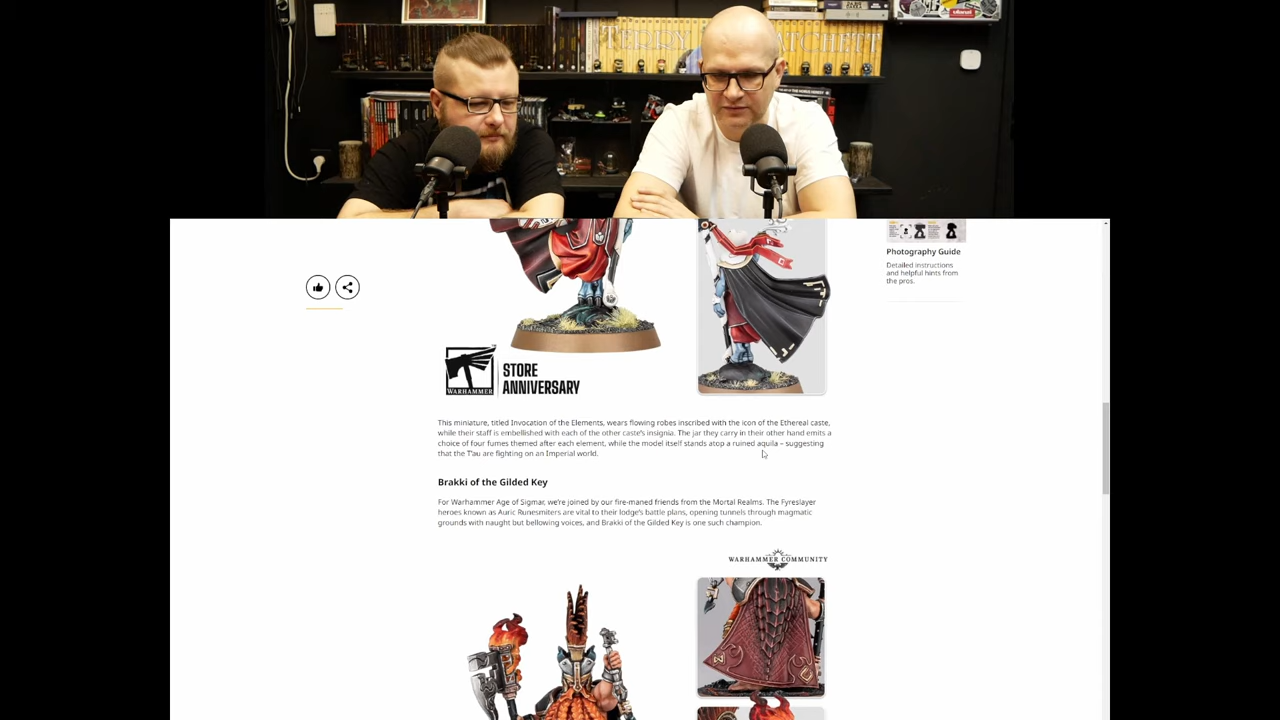 TERRY PRATCHETT
Photography Guide
Detailed instructions
and helpful hints from
the pros.
WARHAMMER
STORE
ANNIVERSARY
This miniature, titled Invocation of the Elements, wears flowing robes inscribed with the icon of the Ethereal caste,
while their staff is embellished with each of the other caste's insignia. The jar they carry in their other hand emits a
choice of four fumes themed after each element, while the model itself stands atop a ruined aquila – suggesting
that the T'au are fighting on an Imperial world.
Brakki of the Gilded Key
For Warhammer Age of Sigmar, we're joined by our fire-maned friends from the Mortal Realms. The Fyreslayer
heroes known as Auric Runesmiters are vital to their lodge's battle plans, opening tunnels through magmatic
grounds with naught but bellowing voices, and Brakki of the Gilded Key is one such champion.
WARHAMMER COMMUNITY